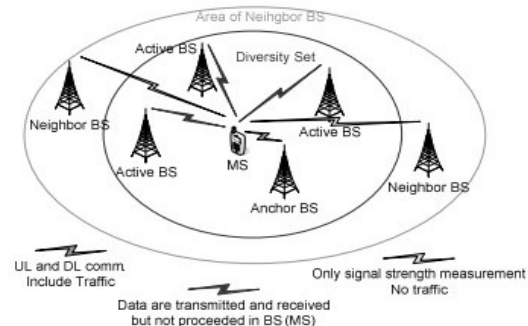 Area of Neihgbor BS
Active BS
Diversity Set
Neighbor BS
Active BS
Active BS
MS
Anchor BS
Neighbor BS
UL and DL comm.
Include Traffic
Only signal strength measurement
No traffic
Data are transmitted and received
but not proceeded in BS (MS)